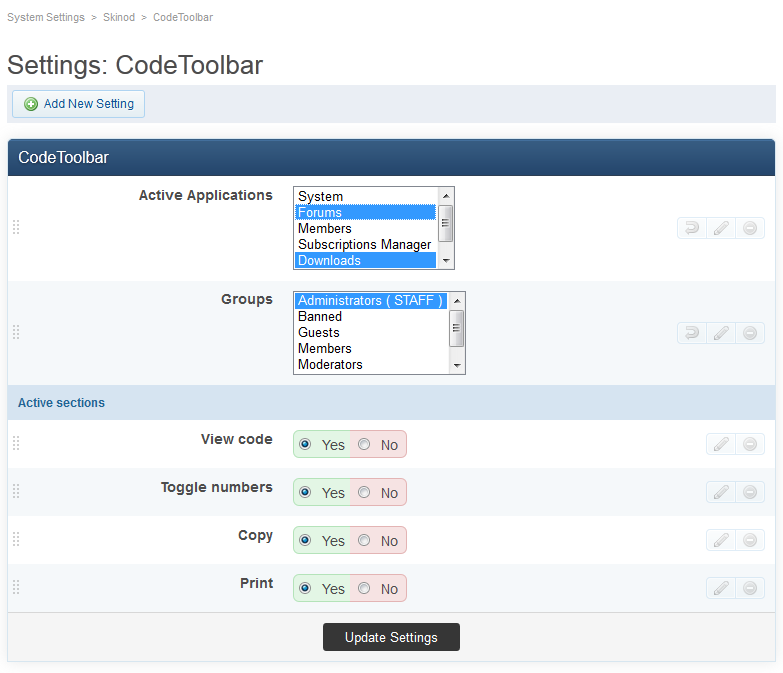 System Settings > Skinod > CodeToolbar
Settings: CodeToolbar
Add New Setting
CodeToolbar
Active Applications
System
Forums
Members
Subscriptions Manager
Downloads
Groups
Administrators ( STAFF )
Banned
Guests
Members
Moderators
Active sections
View code Yes No
Toggle numbers Yes No
Copy Yes No
Print Yes No
Update Settings